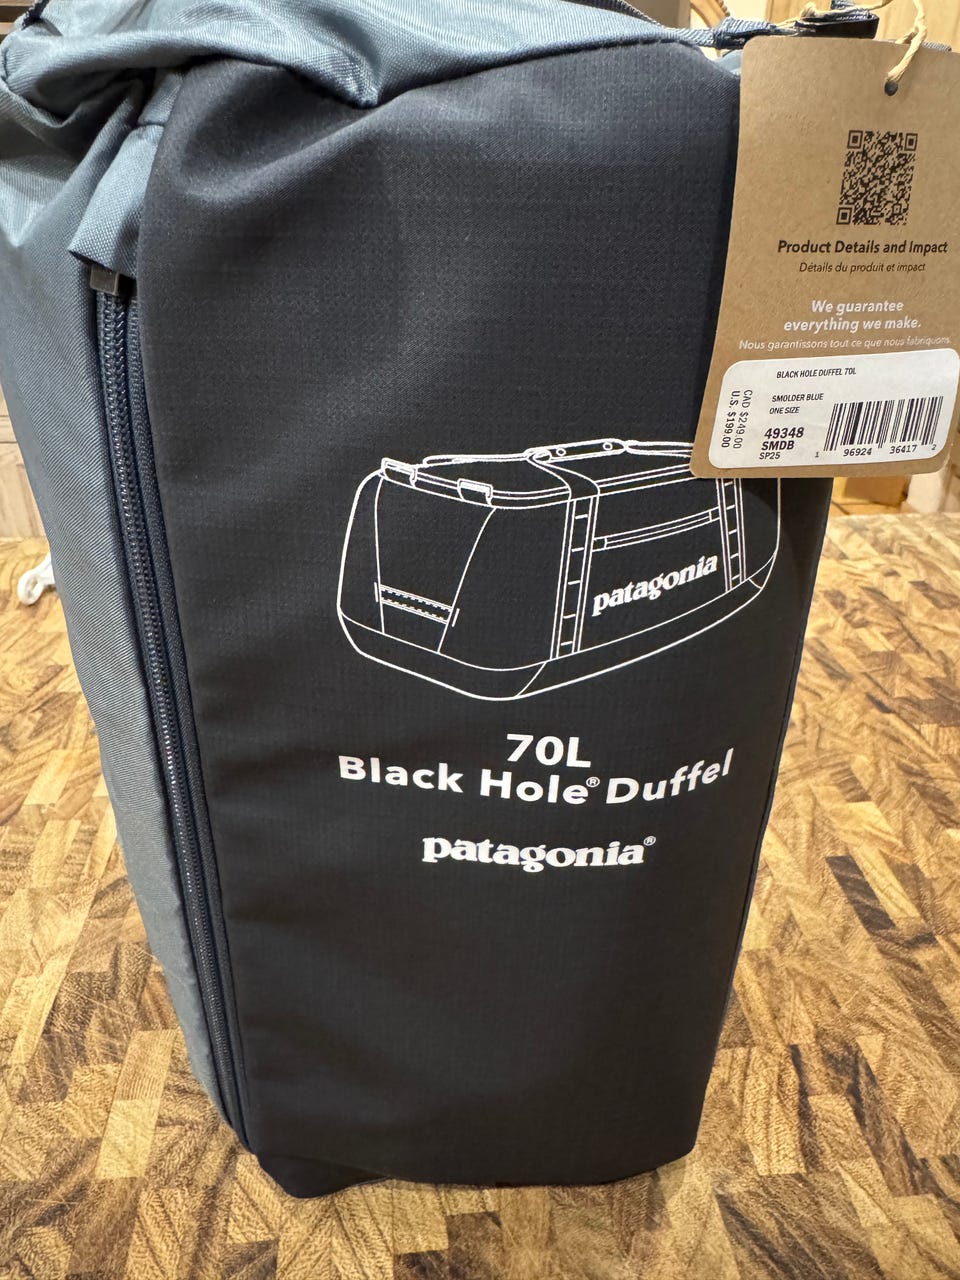 Product Details and Impact
Détails du produit et impact
We guarantee
everything we make.
Nous garantissons tout ce que nous fabriquons.
BLACK HOLE DUFFEL 70L
SMOLDER BLUE
ONE SIZE
49348
SMDB
SP25
CAD $249.00
U.S. $199.00
1 96924 36417 2
patagonia
70L
Black Hole® Duffel
patagonia®